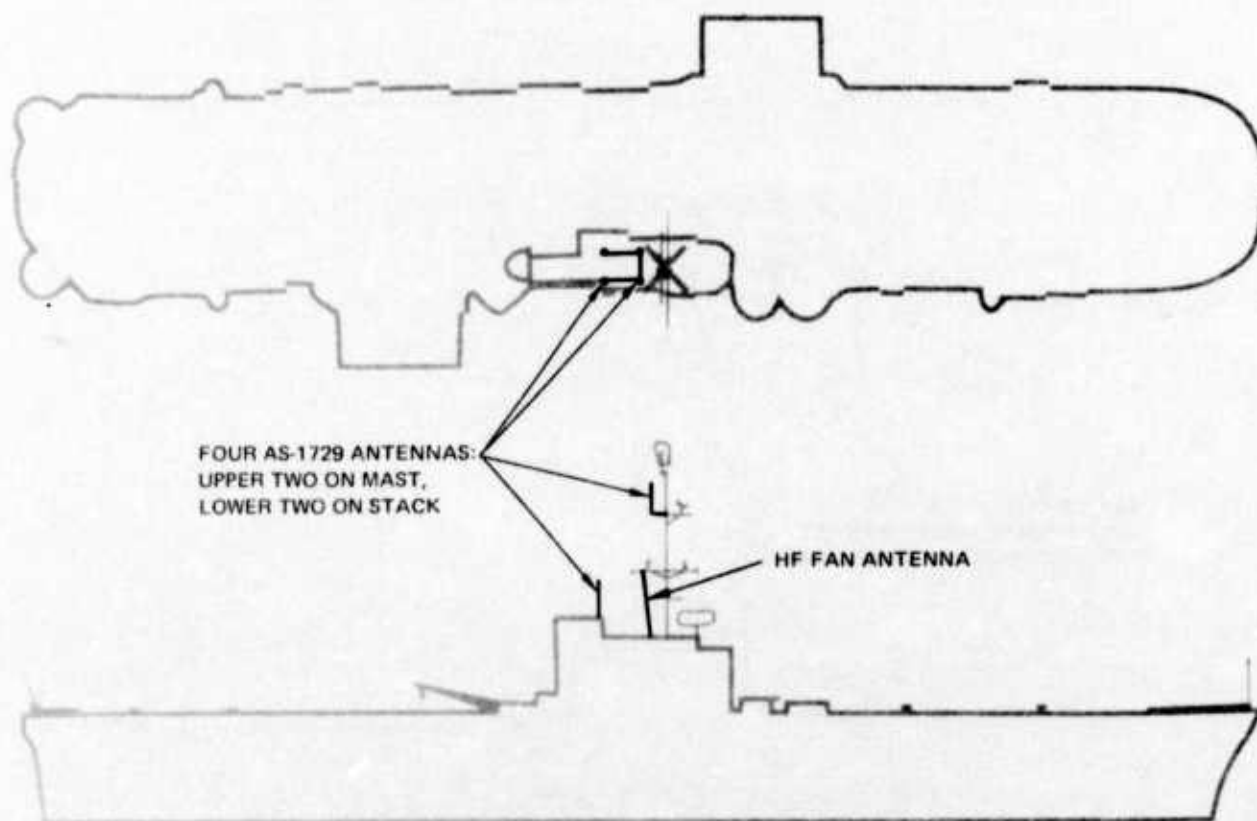 FOUR AS-1729 ANTENNAS:
UPPER TWO ON MAST,
LOWER TWO ON STACK
HF FAN ANTENNA